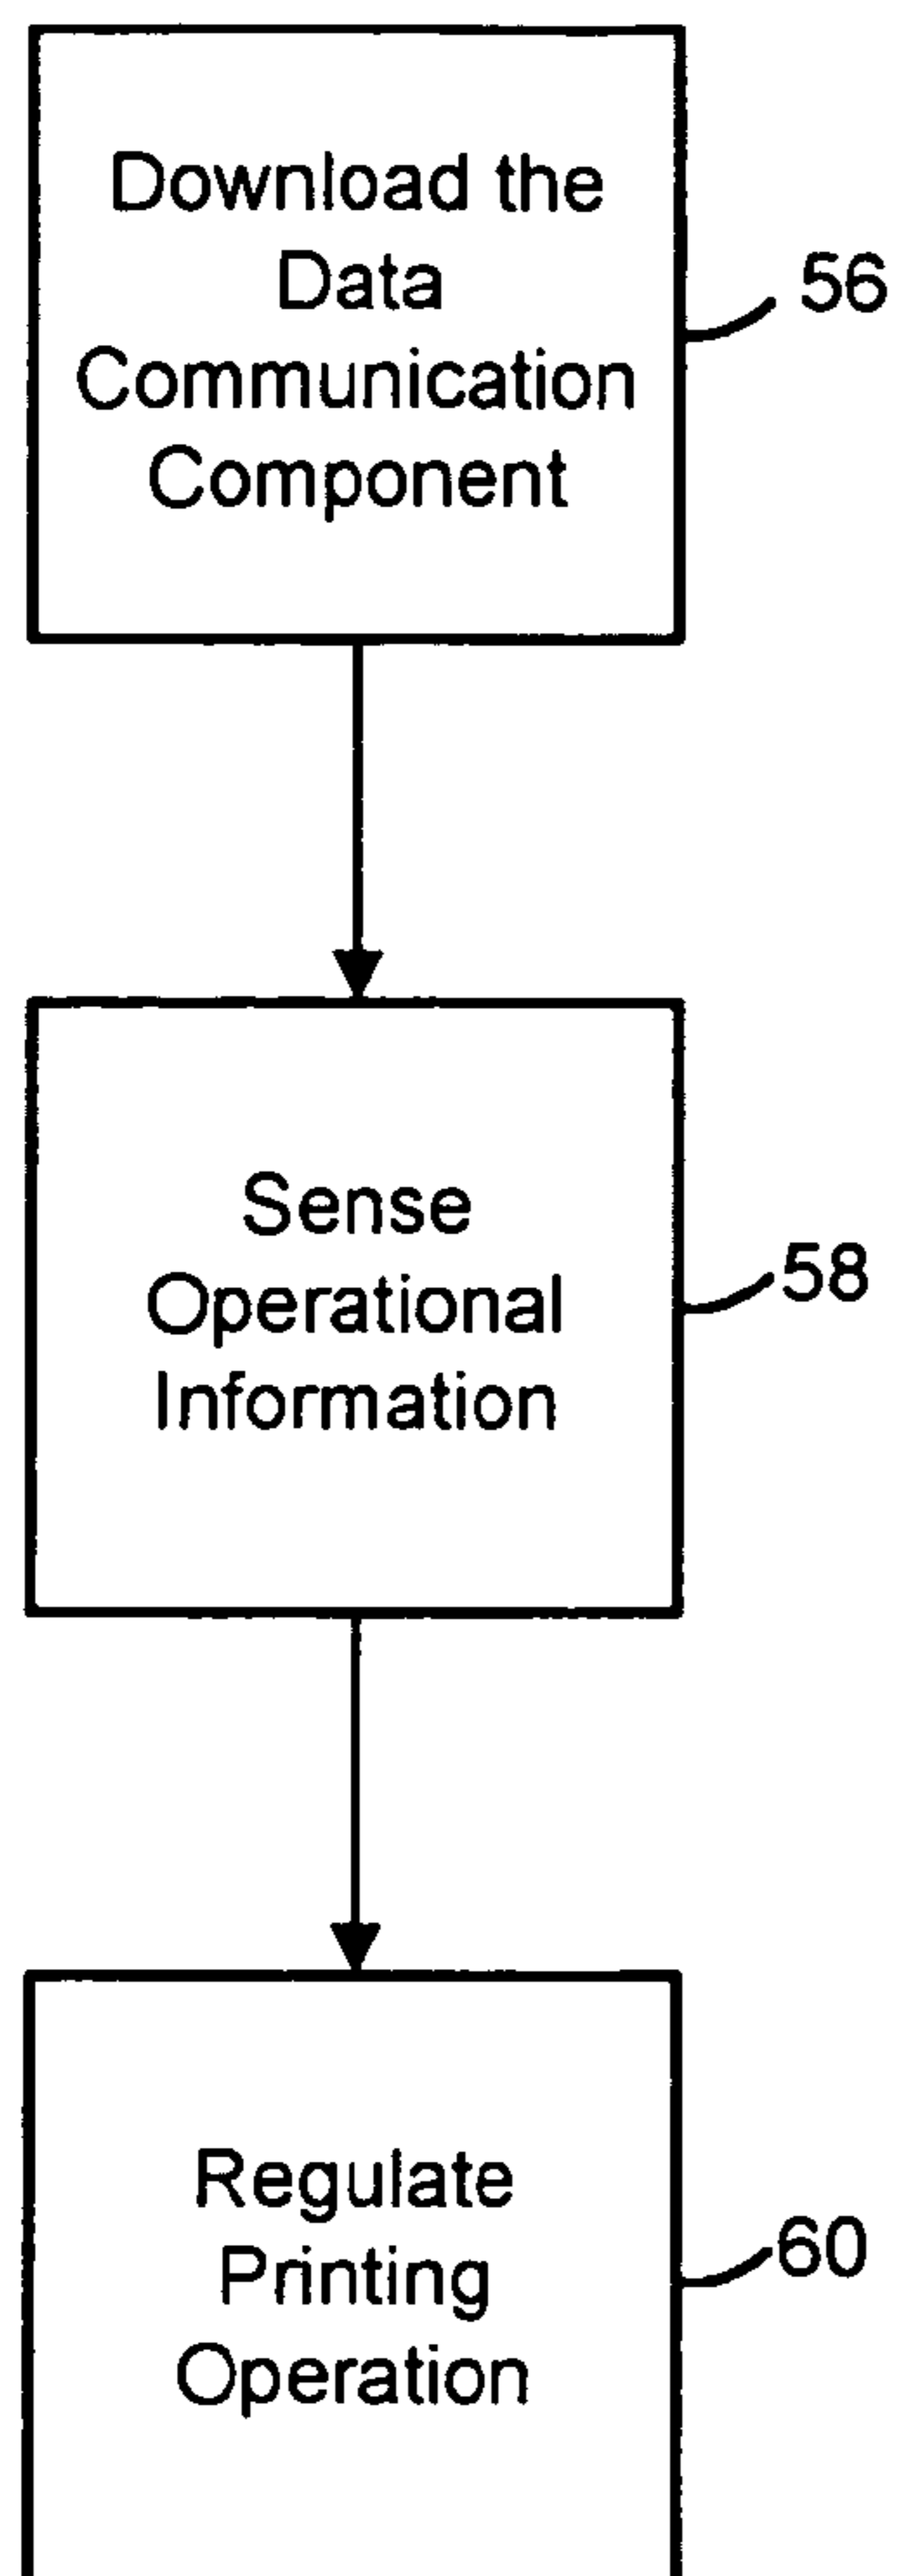 Download the
Data
Communication
Component
56
Sense
Operational
Information
58
Regulate
Printing
Operation
60